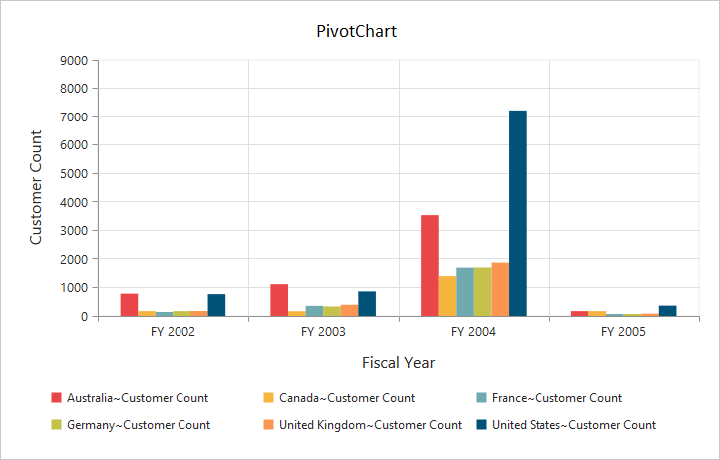 PivotChart
Customer Count
9000
8000
7000
6000
5000
4000
3000
2000
1000
0
FY 2002 FY 2003 FY 2004 FY 2005
Fiscal Year
Australia~Customer Count Canada~Customer Count France~Customer Count
Germany~Customer Count United Kingdom~Customer Count United States~Customer Count